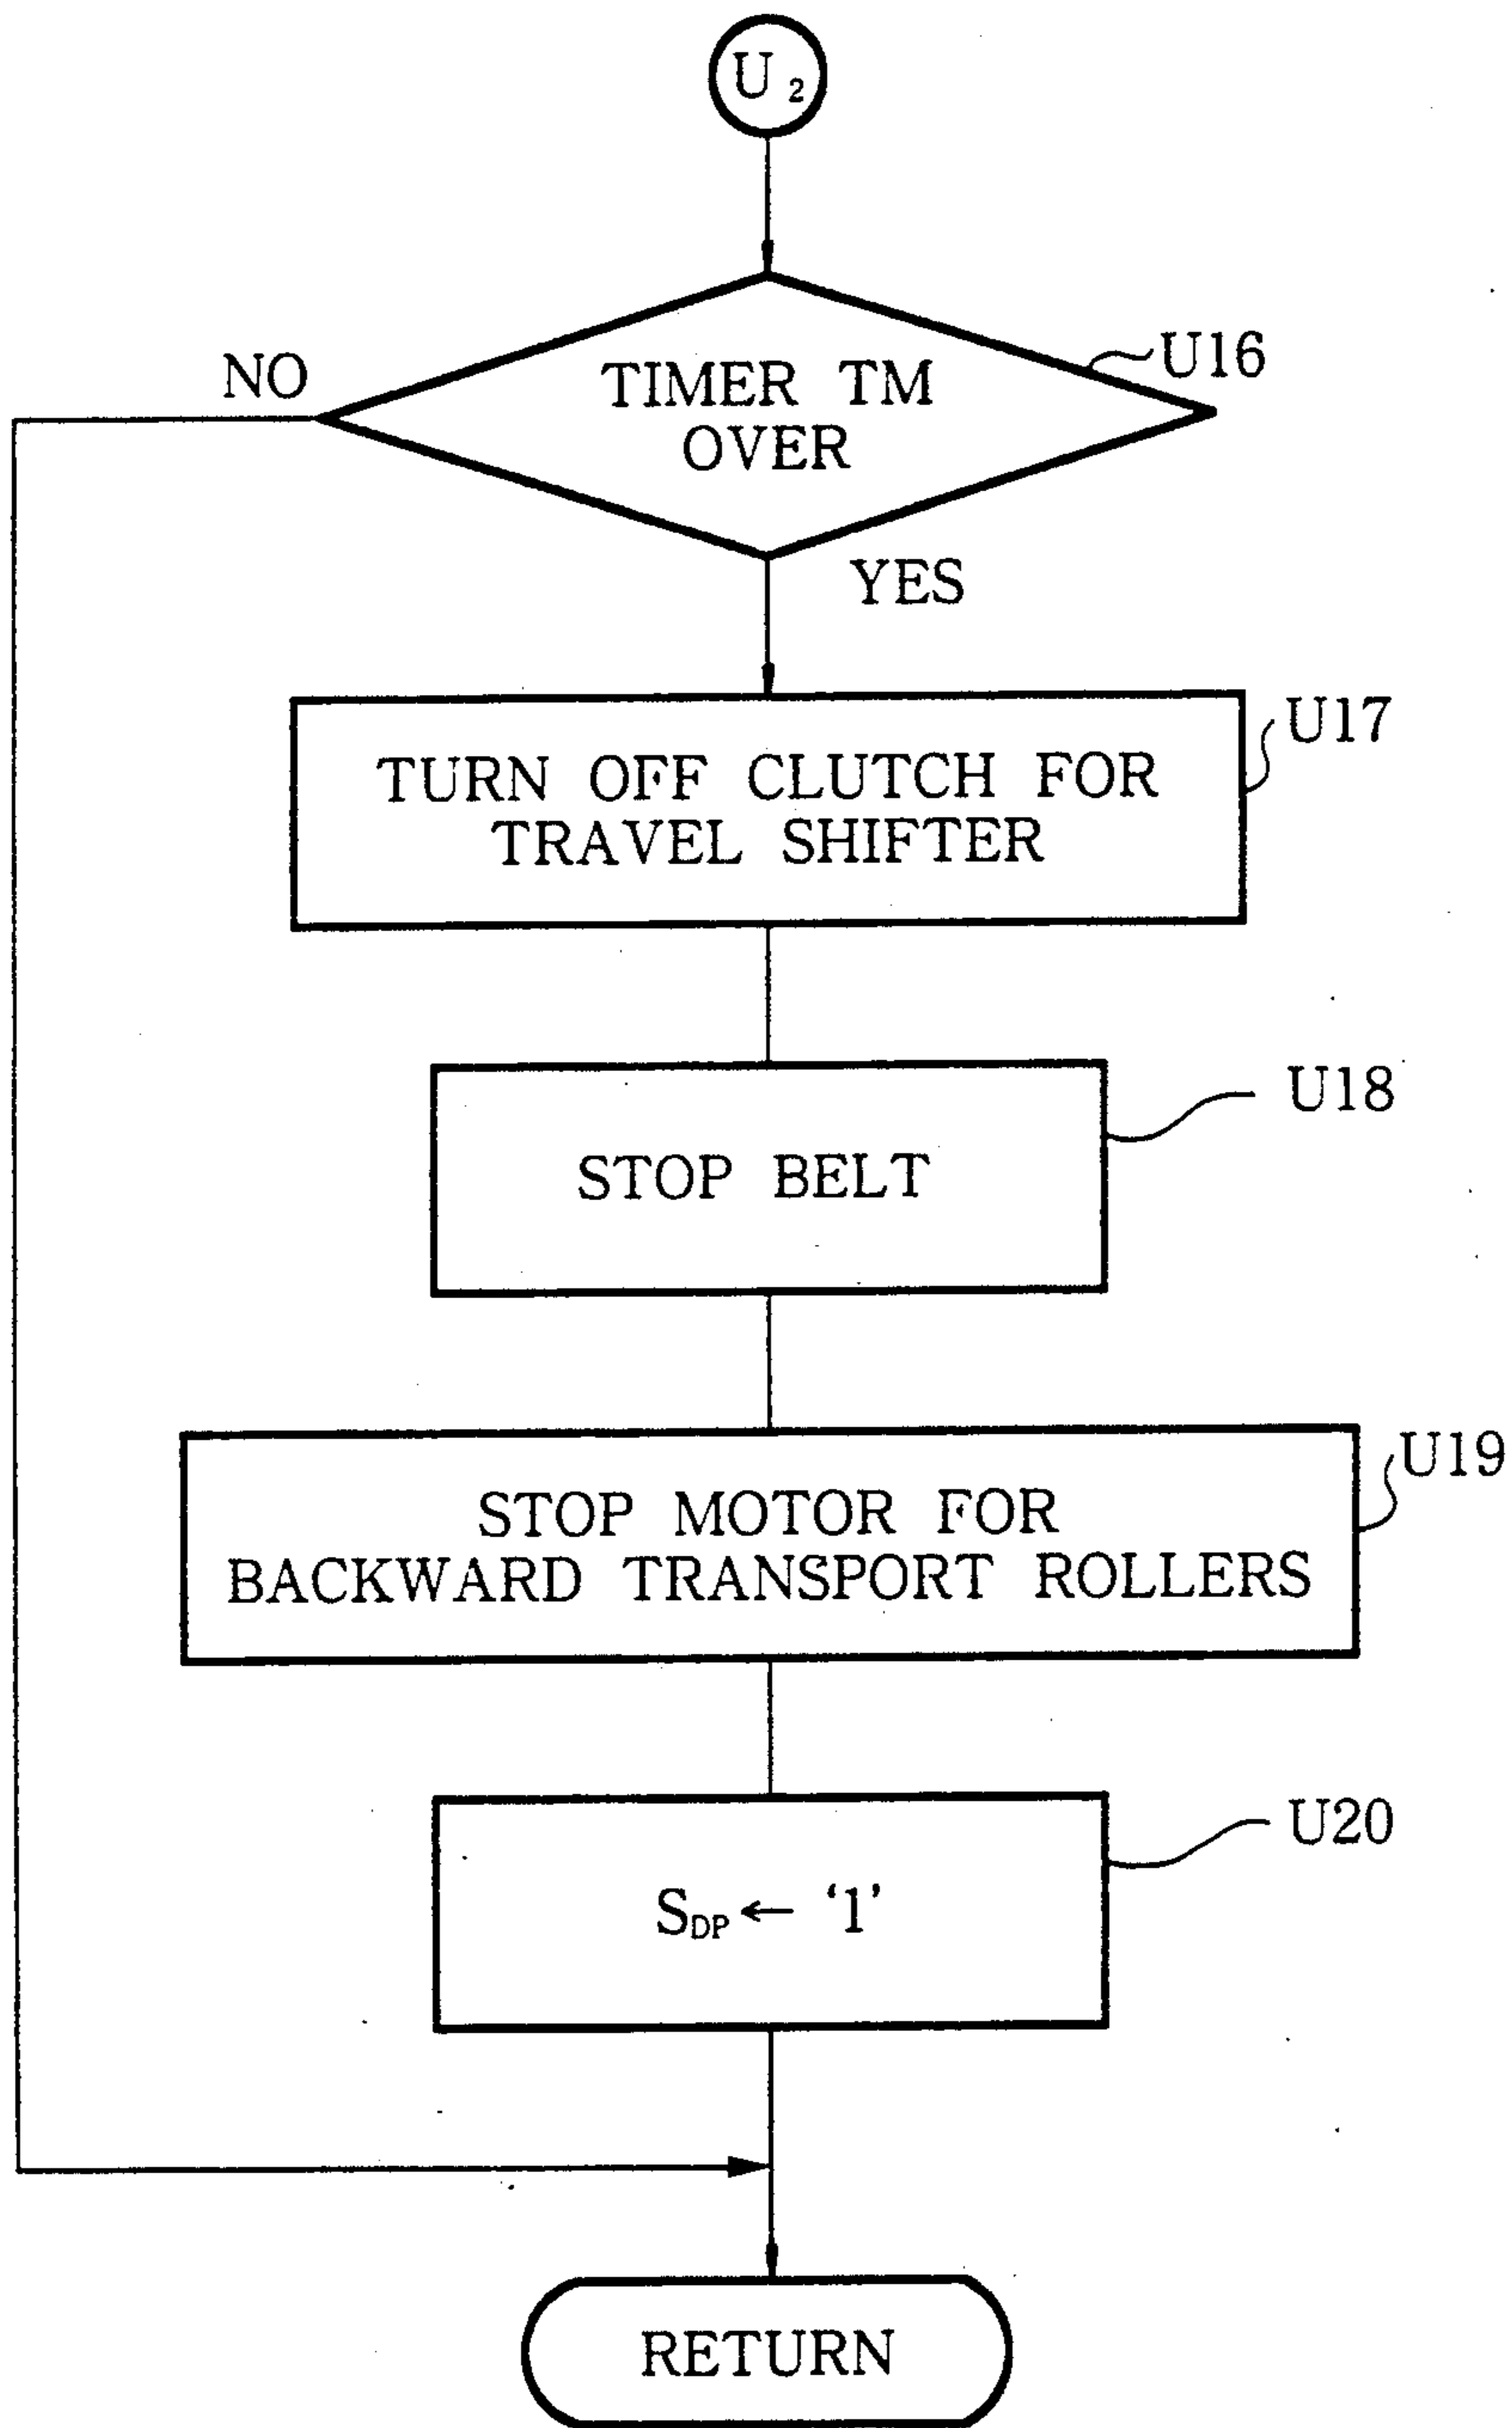 U₂
NO
TIMER TM
OVER
U16
YES
TURN OFF CLUTCH FOR
TRAVEL SHIFTER
U17
STOP BELT
U18
STOP MOTOR FOR
BACKWARD TRANSPORT ROLLERS
U19
S_DP ← ‘1’
U20
RETURN